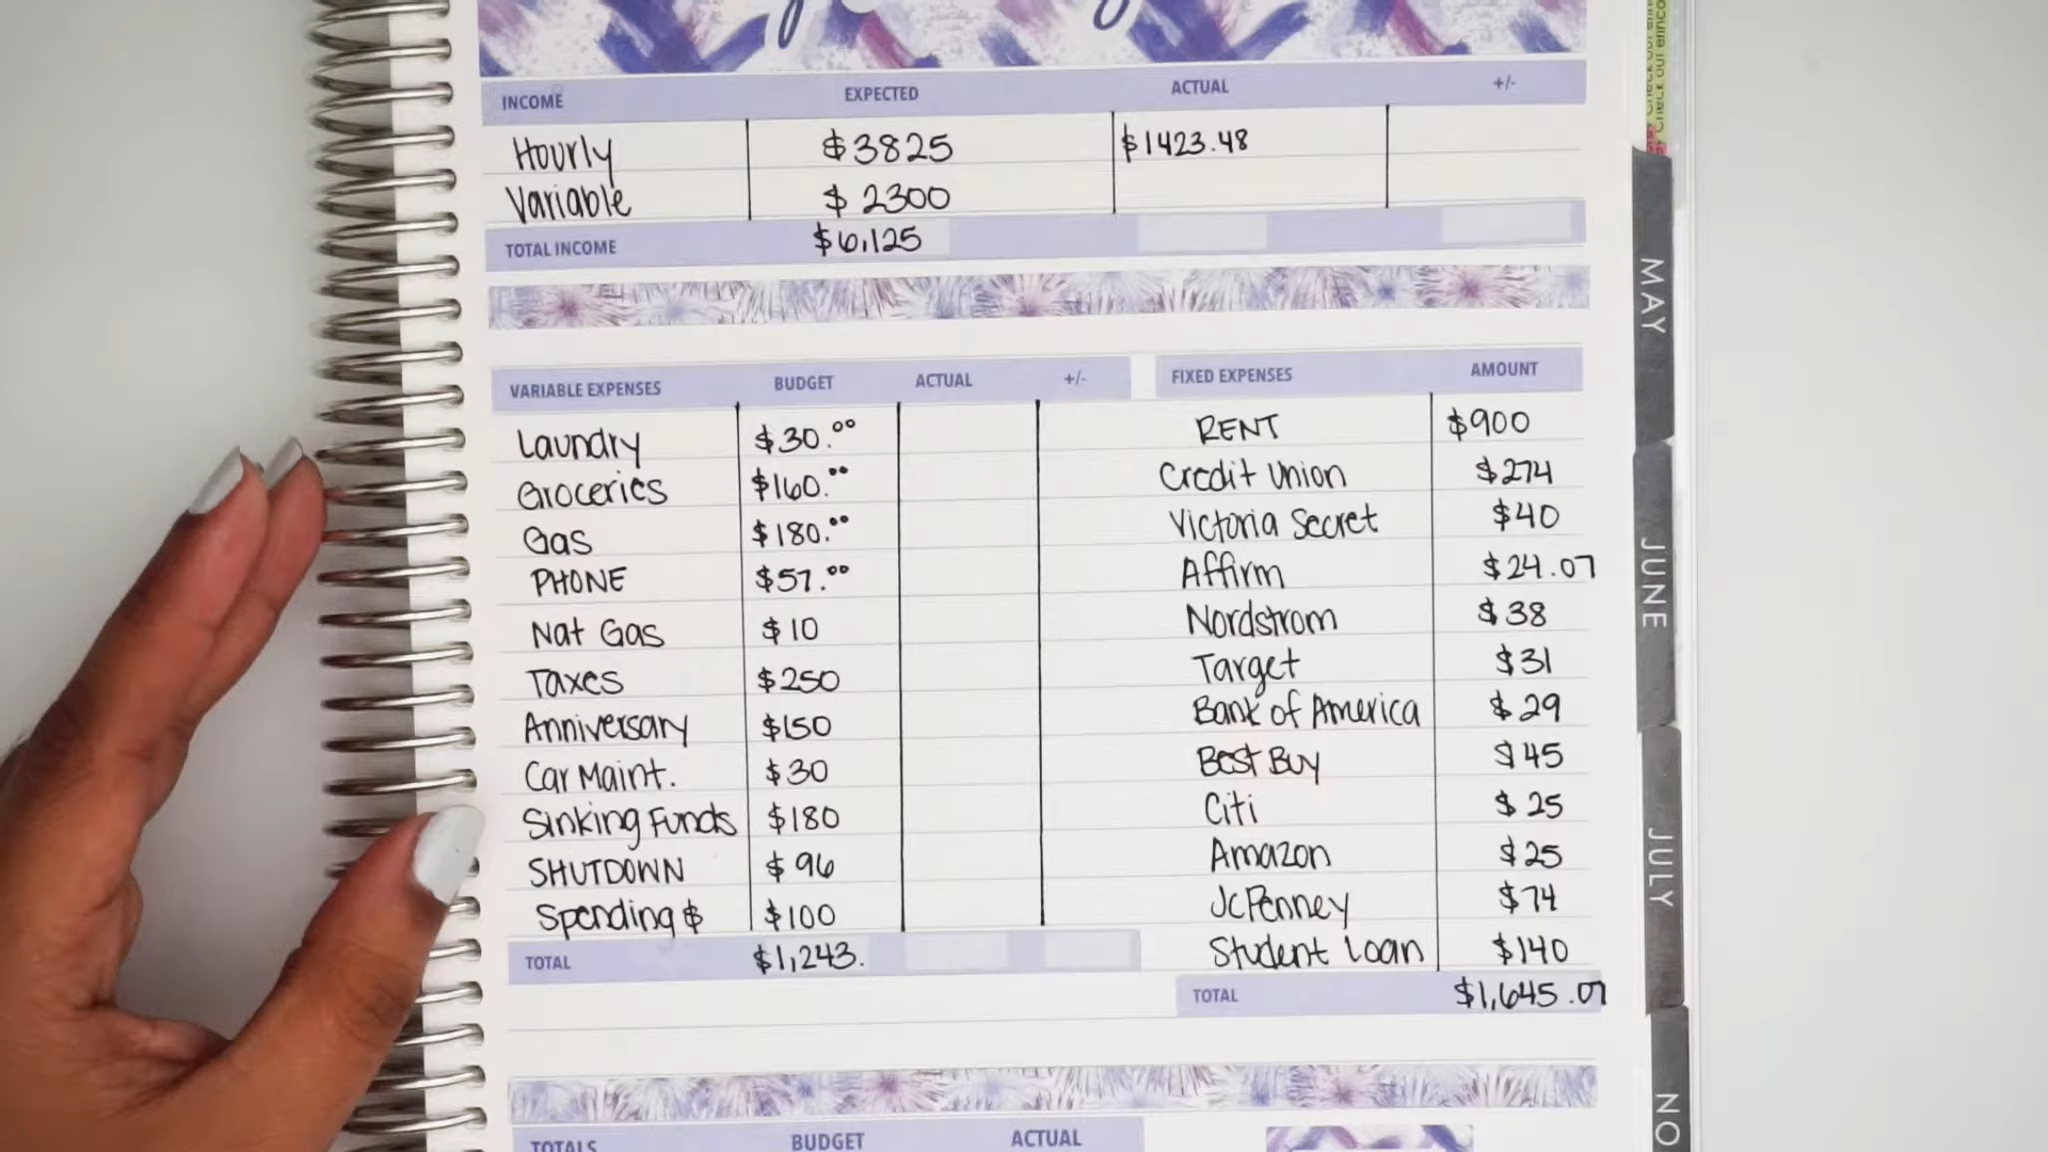 INCOME EXPECTED ACTUAL +/-
Hourly $3825 $1423.48
Variable $2300
TOTAL INCOME $6,125
VARIABLE EXPENSES BUDGET ACTUAL +/-
Laundry $30.00
Groceries $160.00
Gas $180.00
PHONE $57.00
Nat Gas $10
Taxes $250
Anniversary $150
Car Maint. $30
Sinking Funds $180
SHUTDOWN $96
Spending $ $100
TOTAL $1,243.
FIXED EXPENSES AMOUNT
RENT $900
Credit Union $274
Victoria Secret $40
Affirm $24.07
Nordstrom $38
Target $31
Bank of America $29
Best Buy $45
Citi $25
Amazon $25
JcPenney $74
Student Loan $140
TOTAL $1,645.07
TOTALS BUDGET ACTUAL
MAY
JUNE
JULY
NO